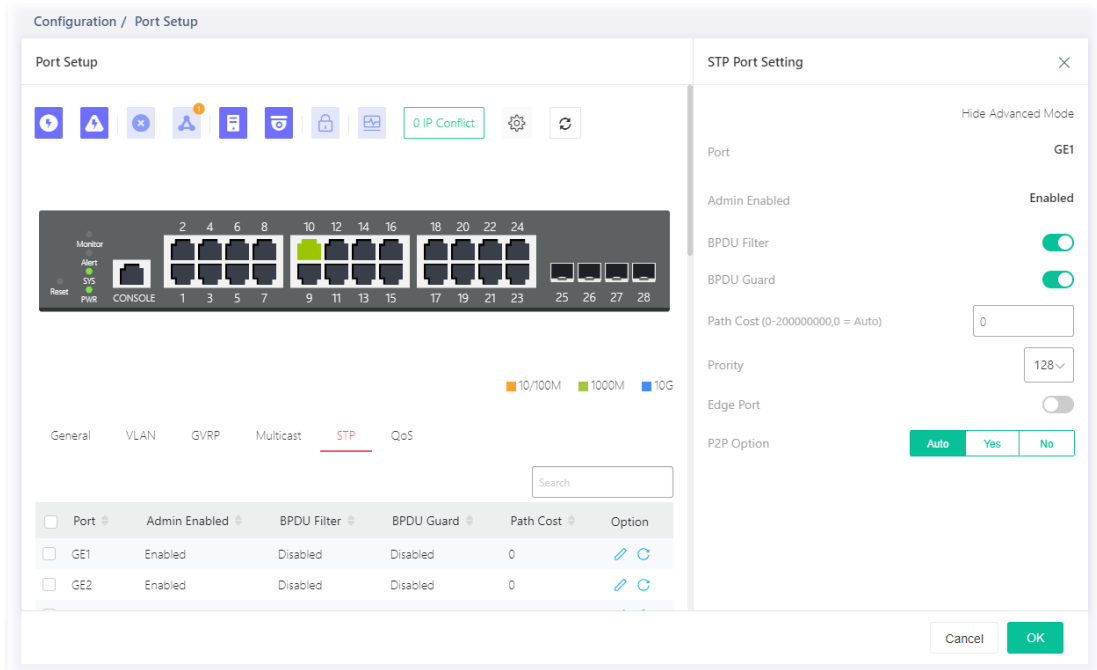 Configuration / Port Setup
Port Setup
0 IP Conflict
1
2 4 6 8 10 12 14 16 18 20 22 24
Monitor
Alert
SYS
Reset PWR CONSOLE 1 3 5 7 9 11 13 15 17 19 21 23 25 26 27 28
10/100M 1000M 10G
General VLAN GVRP Multicast STP QoS
Search
Port Admin Enabled BPDU Filter BPDU Guard Path Cost Option
GE1 Enabled Disabled Disabled 0
GE2 Enabled Disabled Disabled 0
STP Port Setting
Hide Advanced Mode
Port GE1
Admin Enabled Enabled
BPDU Filter
BPDU Guard
Path Cost (0-200000000,0 = Auto) 0
Prority 128
Edge Port
P2P Option Auto Yes No
Cancel OK